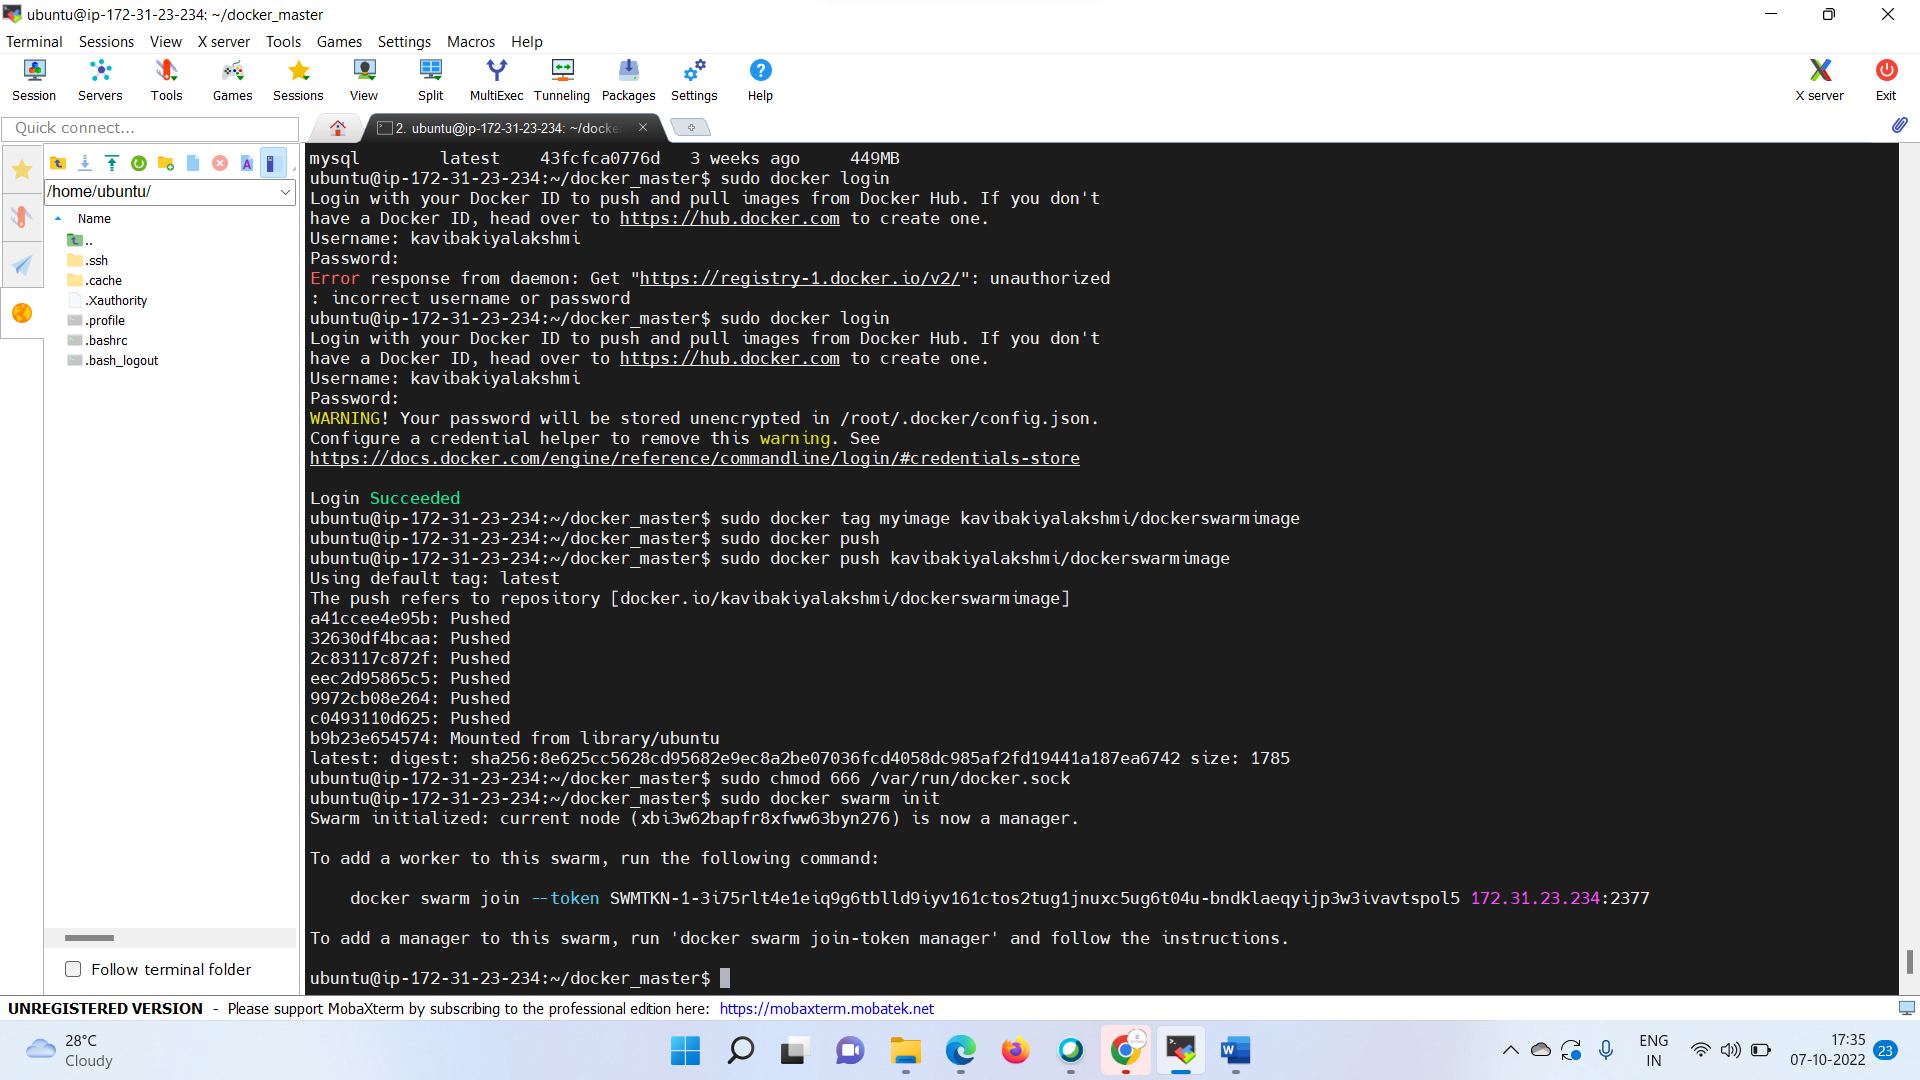 ubuntu@ip-172-31-23-234: ~/docker_master
Terminal Sessions View X server Tools Games Settings Macros Help
Session Servers Tools Games Sessions View Split MultiExec Tunneling Packages Settings Help X server Exit
Quick connect...
2. ubuntu@ip-172-31-23-234: ~/docke
/home/ubuntu/
Name
..
.ssh
.cache
.Xauthority
.profile
.bashrc
.bash_logout
Follow terminal folder
mysql latest 43fcfca0776d 3 weeks ago 449MB
ubuntu@ip-172-31-23-234:~/docker_master$ sudo docker login
Login with your Docker ID to push and pull images from Docker Hub. If you don't
have a Docker ID, head over to https://hub.docker.com to create one.
Username: kavibakiyalakshmi
Password:
Error response from daemon: Get "https://registry-1.docker.io/v2/": unauthorized
: incorrect username or password
ubuntu@ip-172-31-23-234:~/docker_master$ sudo docker login
Login with your Docker ID to push and pull images from Docker Hub. If you don't
have a Docker ID, head over to https://hub.docker.com to create one.
Username: kavibakiyalakshmi
Password:
WARNING! Your password will be stored unencrypted in /root/.docker/config.json.
Configure a credential helper to remove this warning. See
https://docs.docker.com/engine/reference/commandline/login/#credentials-store
Login Succeeded
ubuntu@ip-172-31-23-234:~/docker_master$ sudo docker tag myimage kavibakiyalakshmi/dockerswarmimage
ubuntu@ip-172-31-23-234:~/docker_master$ sudo docker push
ubuntu@ip-172-31-23-234:~/docker_master$ sudo docker push kavibakiyalakshmi/dockerswarmimage
Using default tag: latest
The push refers to repository [docker.io/kavibakiyalakshmi/dockerswarmimage]
a41ccee4e95b: Pushed
32630df4bcaa: Pushed
2c83117c872f: Pushed
eec2d95865c5: Pushed
9972cb08e264: Pushed
c0493110d625: Pushed
b9b23e654574: Mounted from library/ubuntu
latest: digest: sha256:8e625cc5628cd95682e9ec8a2be07036fcd4058dc985af2fd19441a187ea6742 size: 1785
ubuntu@ip-172-31-23-234:~/docker_master$ sudo chmod 666 /var/run/docker.sock
ubuntu@ip-172-31-23-234:~/docker_master$ sudo docker swarm init
Swarm initialized: current node (xbi3w62bapfr8xfww63byn276) is now a manager.
To add a worker to this swarm, run the following command:
docker swarm join --token SWMTKN-1-3i75rlt4e1eiq9g6tblld9iyv161ctos2tug1jnuxc5ug6t04u-bndklaeqyijp3w3ivavtspol5 172.31.23.234:2377
To add a manager to this swarm, run 'docker swarm join-token manager' and follow the instructions.
ubuntu@ip-172-31-23-234:~/docker_master$
UNREGISTERED VERSION - Please support MobaXterm by subscribing to the professional edition here: https://mobaxterm.mobatek.net
28°C
Cloudy
ENG
IN
17:35
07-10-2022
23